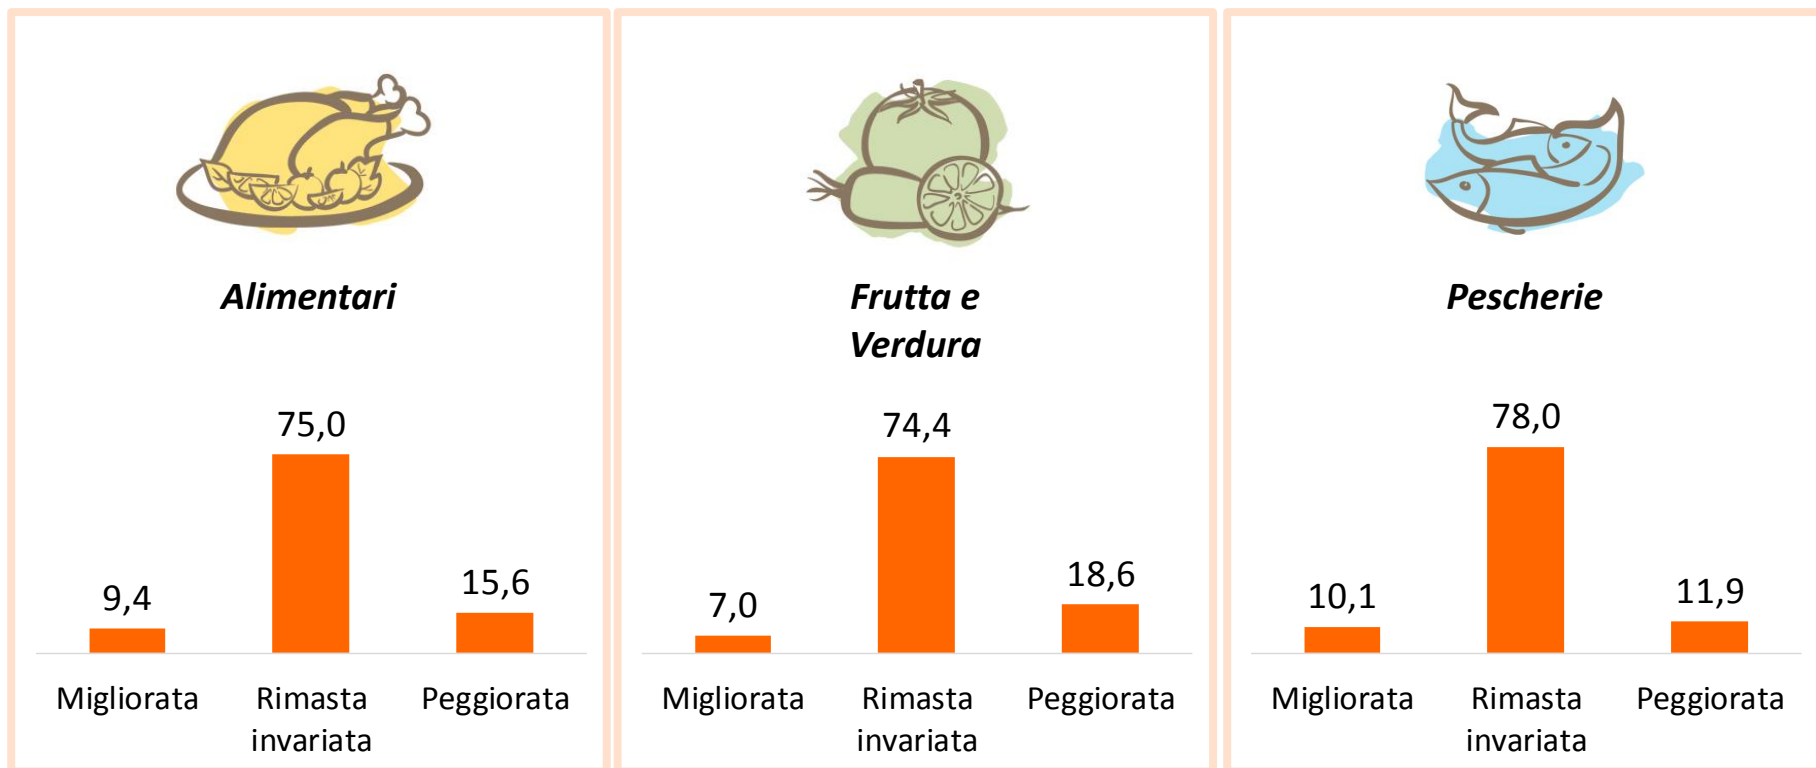 Alimentari
75,0
9,4
15,6
Migliorata
Rimasta
invariata
Peggiorata
Frutta e
Verdura
74,4
7,0
18,6
Migliorata
Rimasta
invariata
Peggiorata
Pescherie
78,0
10,1
11,9
Migliorata
Rimasta
invariata
Peggiorata